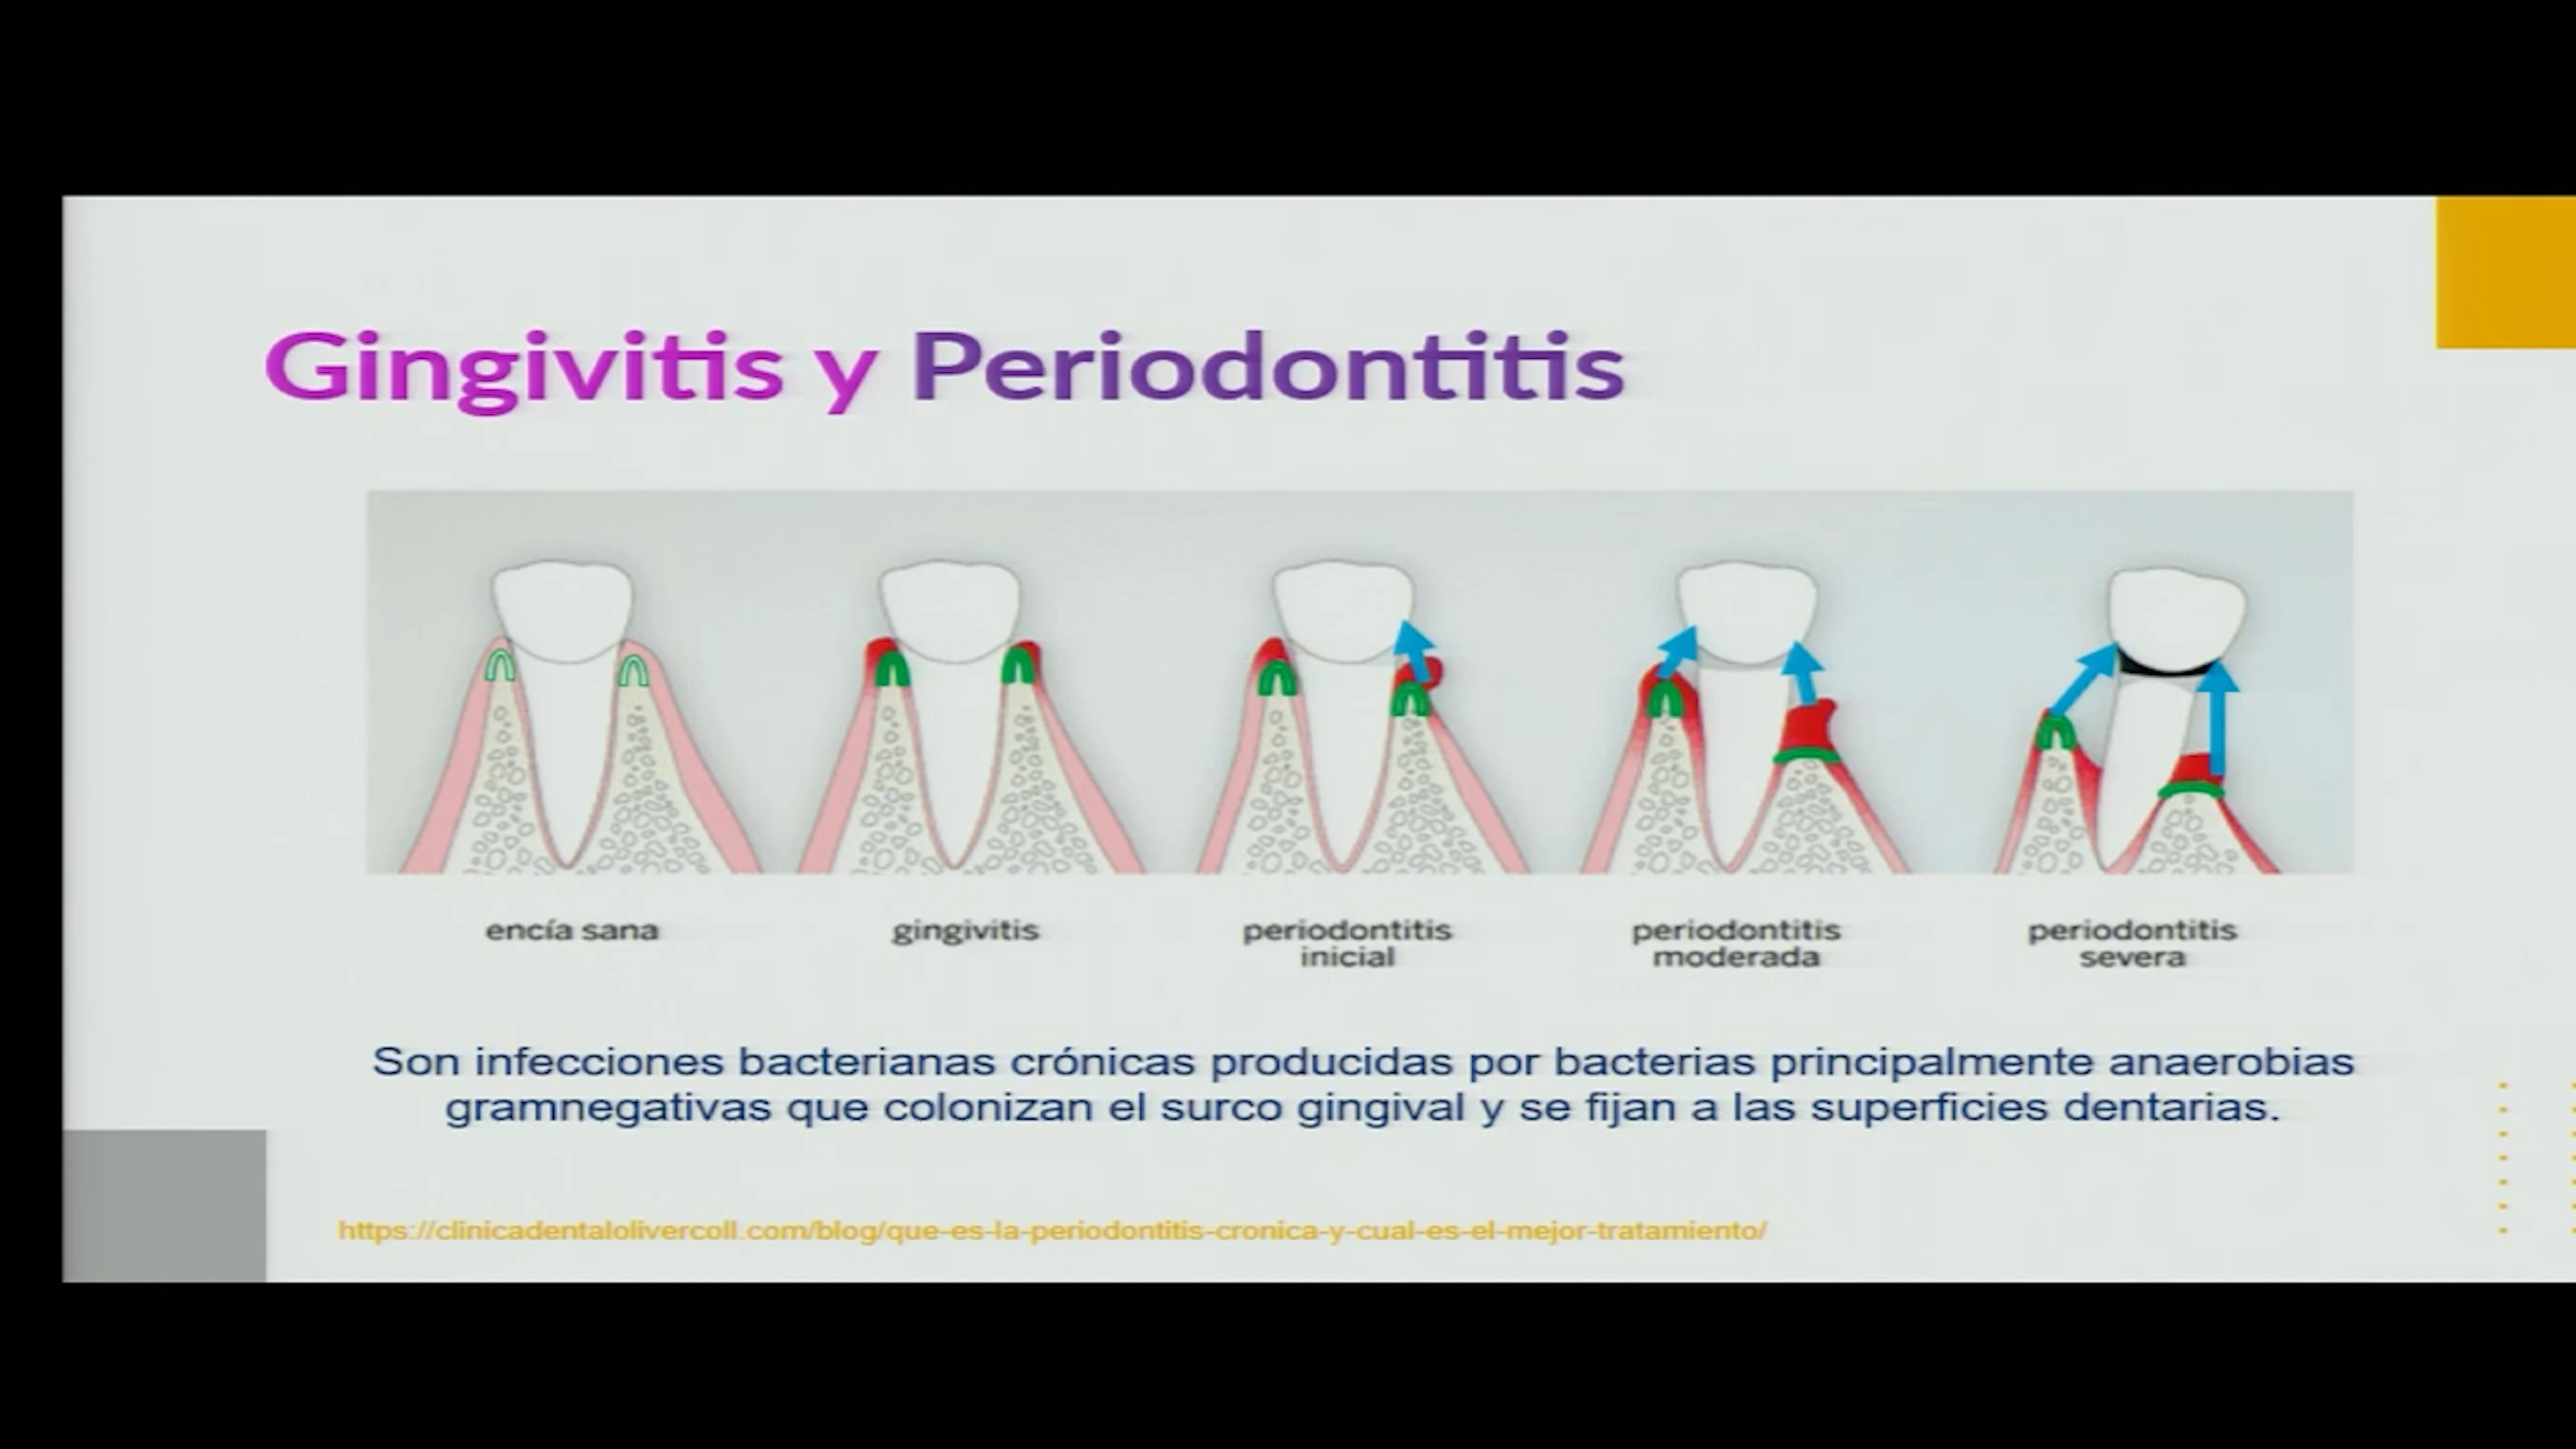 Gingivitis y Periodontitis
encía sana
gingivitis
periodontitis
inicial
periodontitis
moderada
periodontitis
severa
Son infecciones bacterianas crónicas producidas por bacterias principalmente anaerobias
gramnegativas que colonizan el surco gingival y se fijan a las superficies dentarias.
https://clinicadentalolivercoll.com/blog/que-es-la-periodontitis-cronica-y-cual-es-el-mejor-tratamiento/